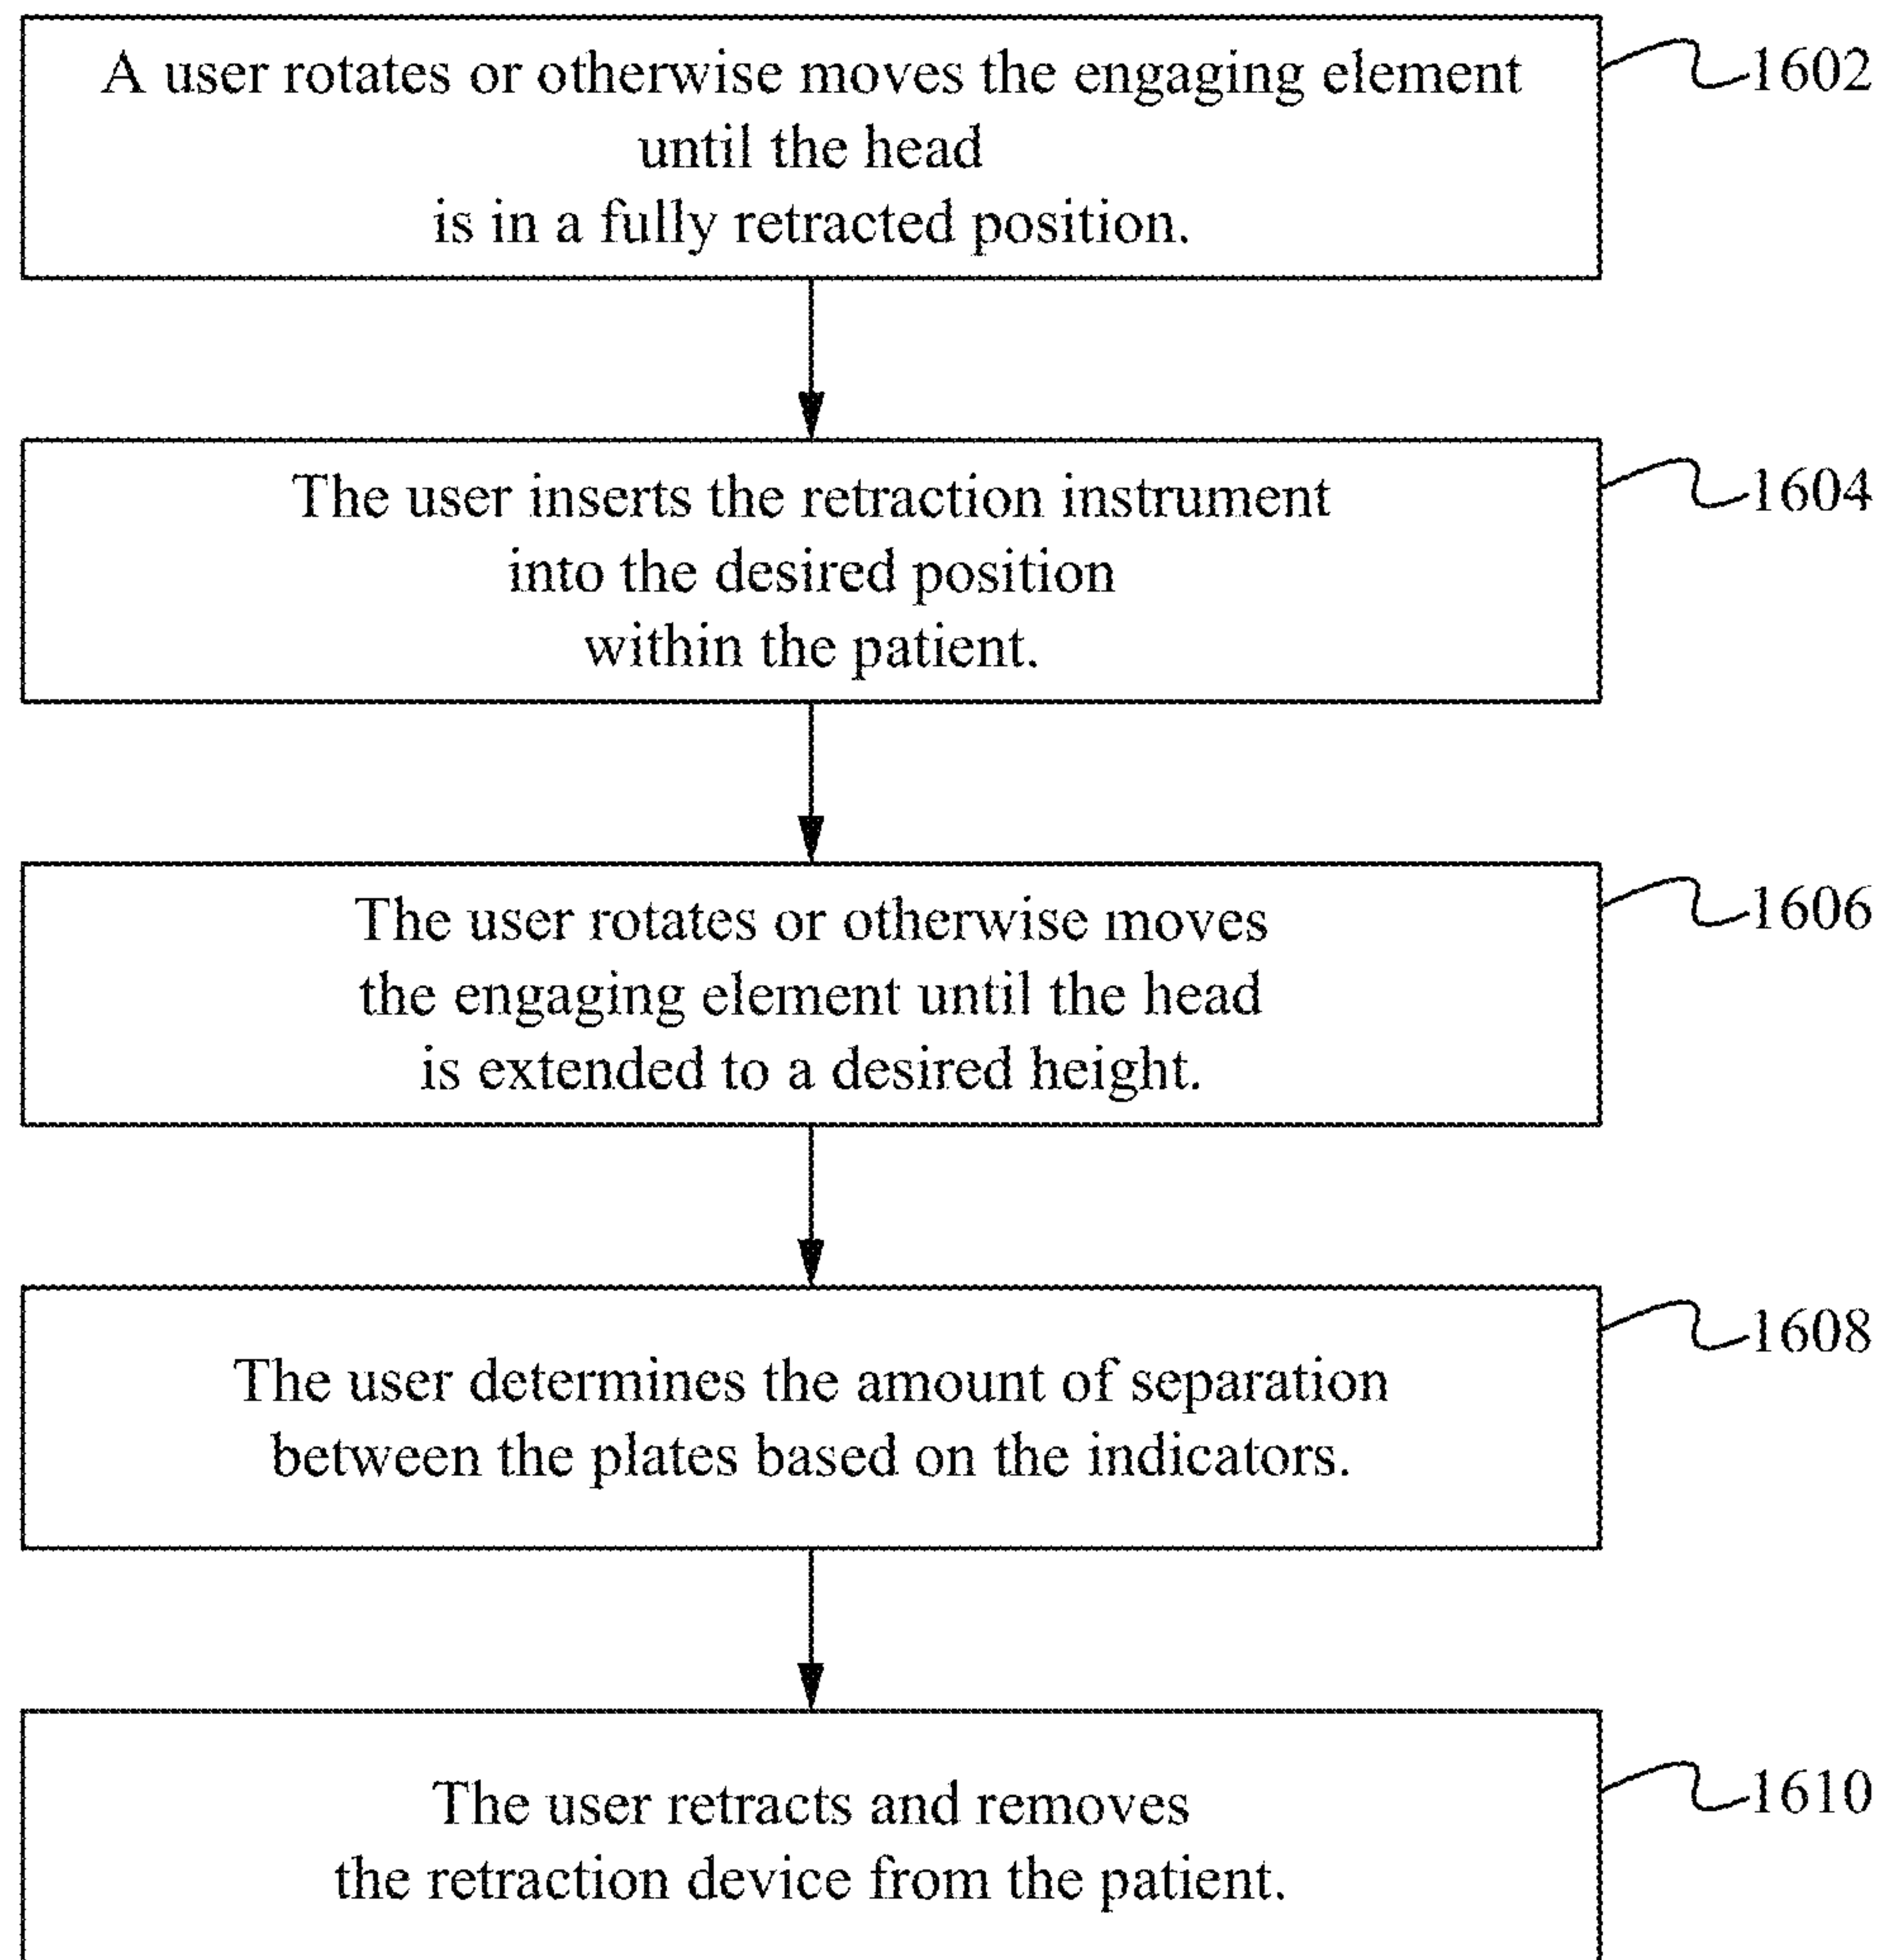 A user rotates or otherwise moves the engaging element
until the head
is in a fully retracted position.
1602
The user inserts the retraction instrument
into the desired position
within the patient.
1604
The user rotates or otherwise moves
the engaging element until the head
is extended to a desired height.
1606
The user determines the amount of separation
between the plates based on the indicators.
1608
The user retracts and removes
the retraction device from the patient.
1610